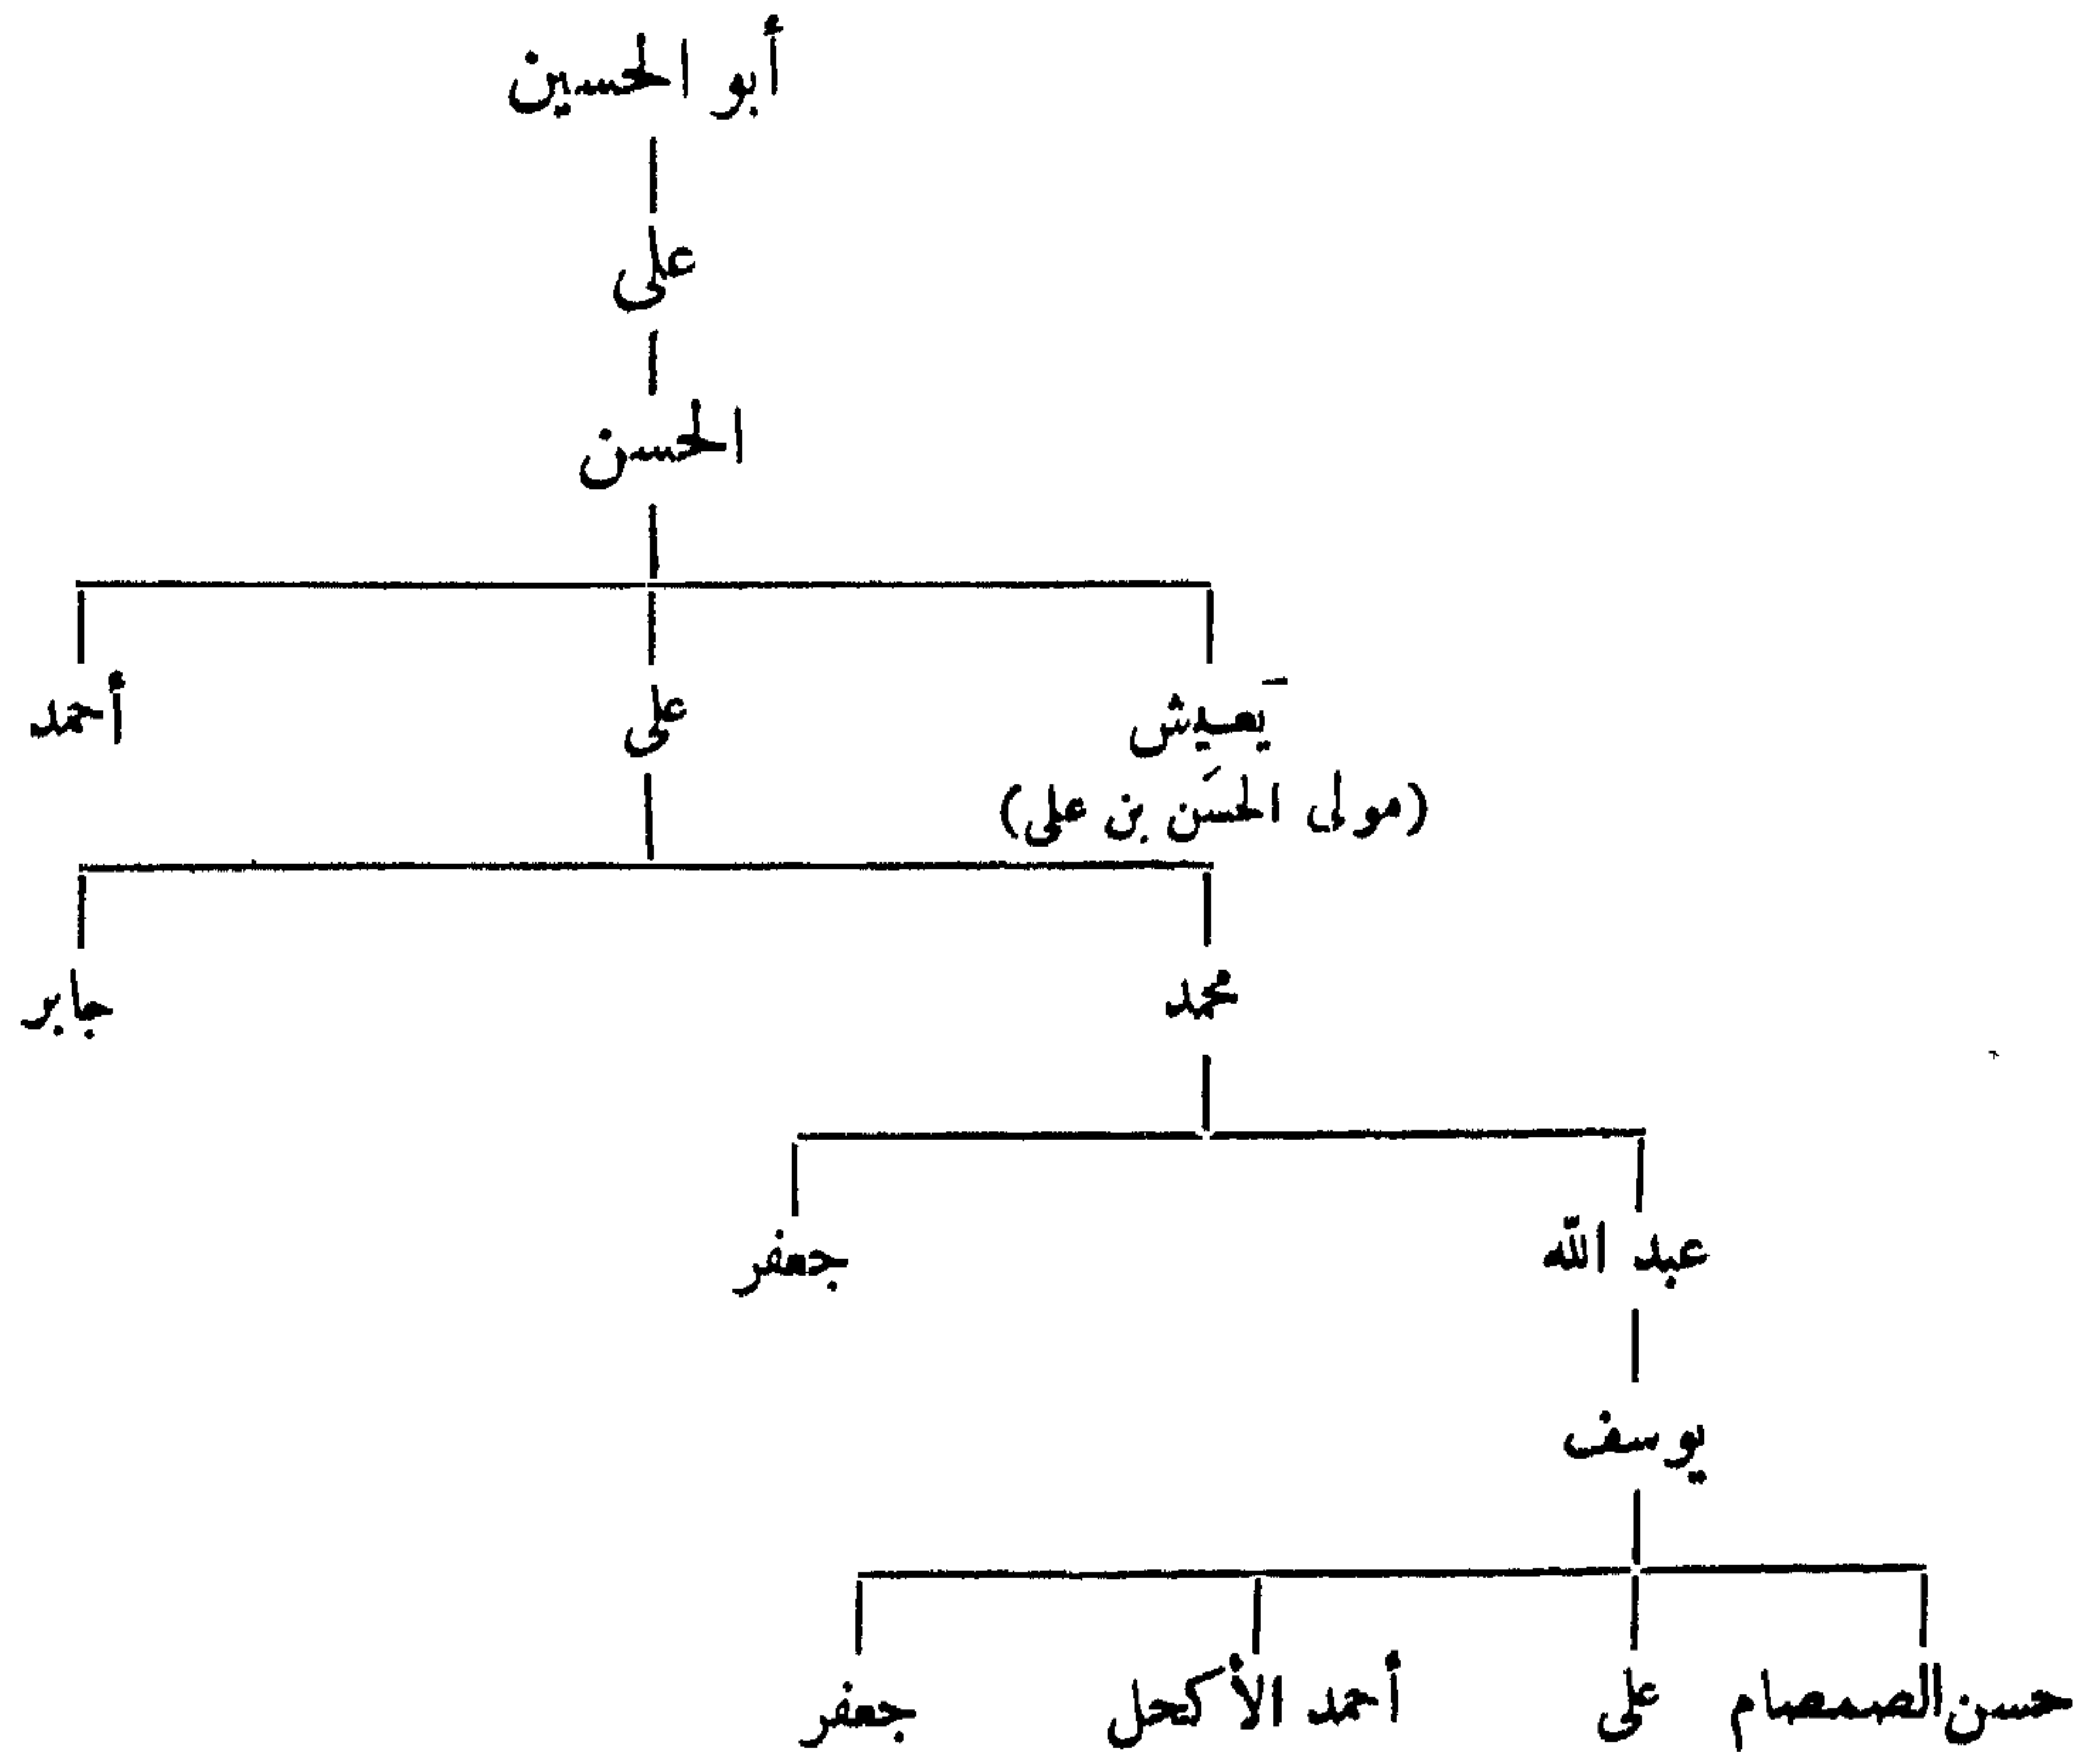 أبو الحسين
على
الحسن
يَعيش على أحمد
(مولى الحسَن بن على)
محمد جابر
عبد اللّه جعفر
يوسف
حسن الصمصام على أحمد الأكحل جعفر